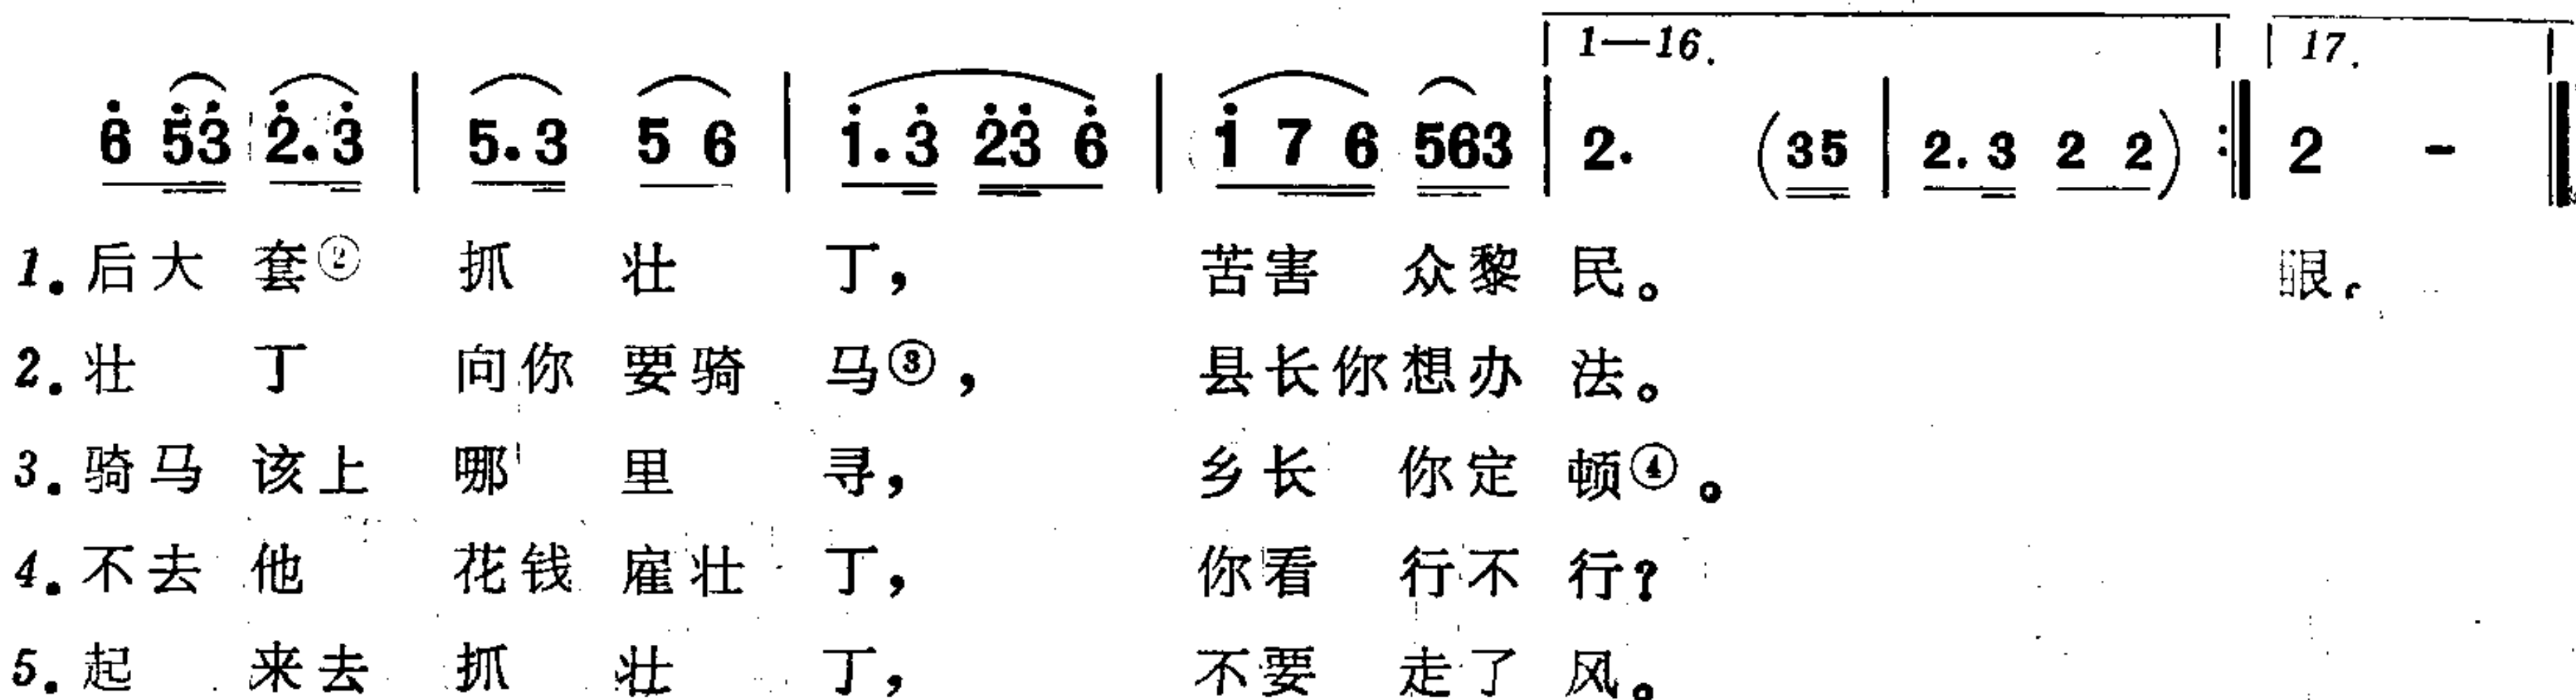 1—16. 17.
6̇ 5̇3̇ 2̇.3̇ | 5.3 5 6 | 1̇.3̇ 2̇3̇ 6̇ | 1̇ 7 6 563 | 2. (35 | 2.3 2 2) :‖ 2 - ‖
1. 后大 套② 抓 壮 丁， 苦害 众黎 民。 眼。
2. 壮 丁 向你 要骑 马③， 县长你想办 法。
3. 骑马 该上 哪 里 寻， 乡长 你定 顿④。
4. 不去 他 花钱 雇壮 丁， 你看 行不 行？
5. 起 来去 抓 壮 丁， 不要 走了 风。